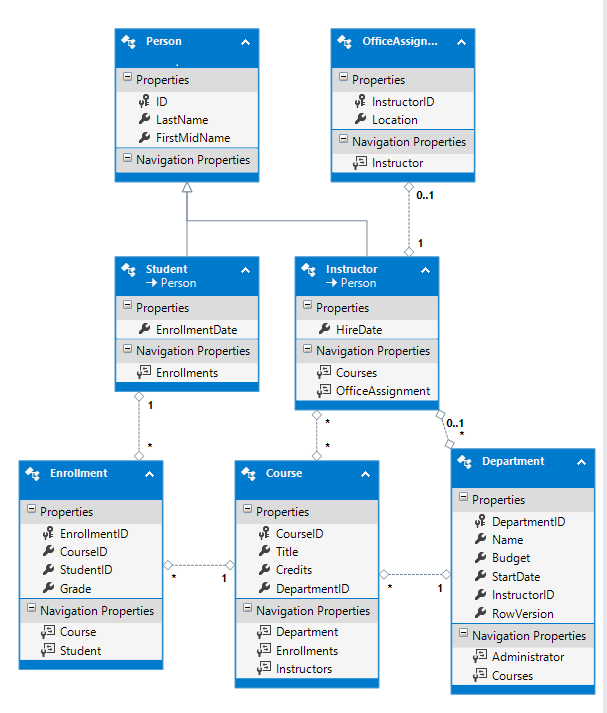 Person
Properties
ID
LastName
FirstMidName
Navigation Properties
OfficeAssign...
Properties
InstructorID
Location
Navigation Properties
Instructor
0..1
1
Student
Person
Properties
EnrollmentDate
Navigation Properties
Enrollments
Instructor
Person
Properties
HireDate
Navigation Properties
Courses
OfficeAssignment
1
*
*
*
0..1
*
Enrollment
Properties
EnrollmentID
CourseID
StudentID
Grade
Navigation Properties
Course
Student
*
1
Course
Properties
CourseID
Title
Credits
DepartmentID
Navigation Properties
Department
Enrollments
Instructors
*
1
Department
Properties
DepartmentID
Name
Budget
StartDate
InstructorID
RowVersion
Navigation Properties
Administrator
Courses